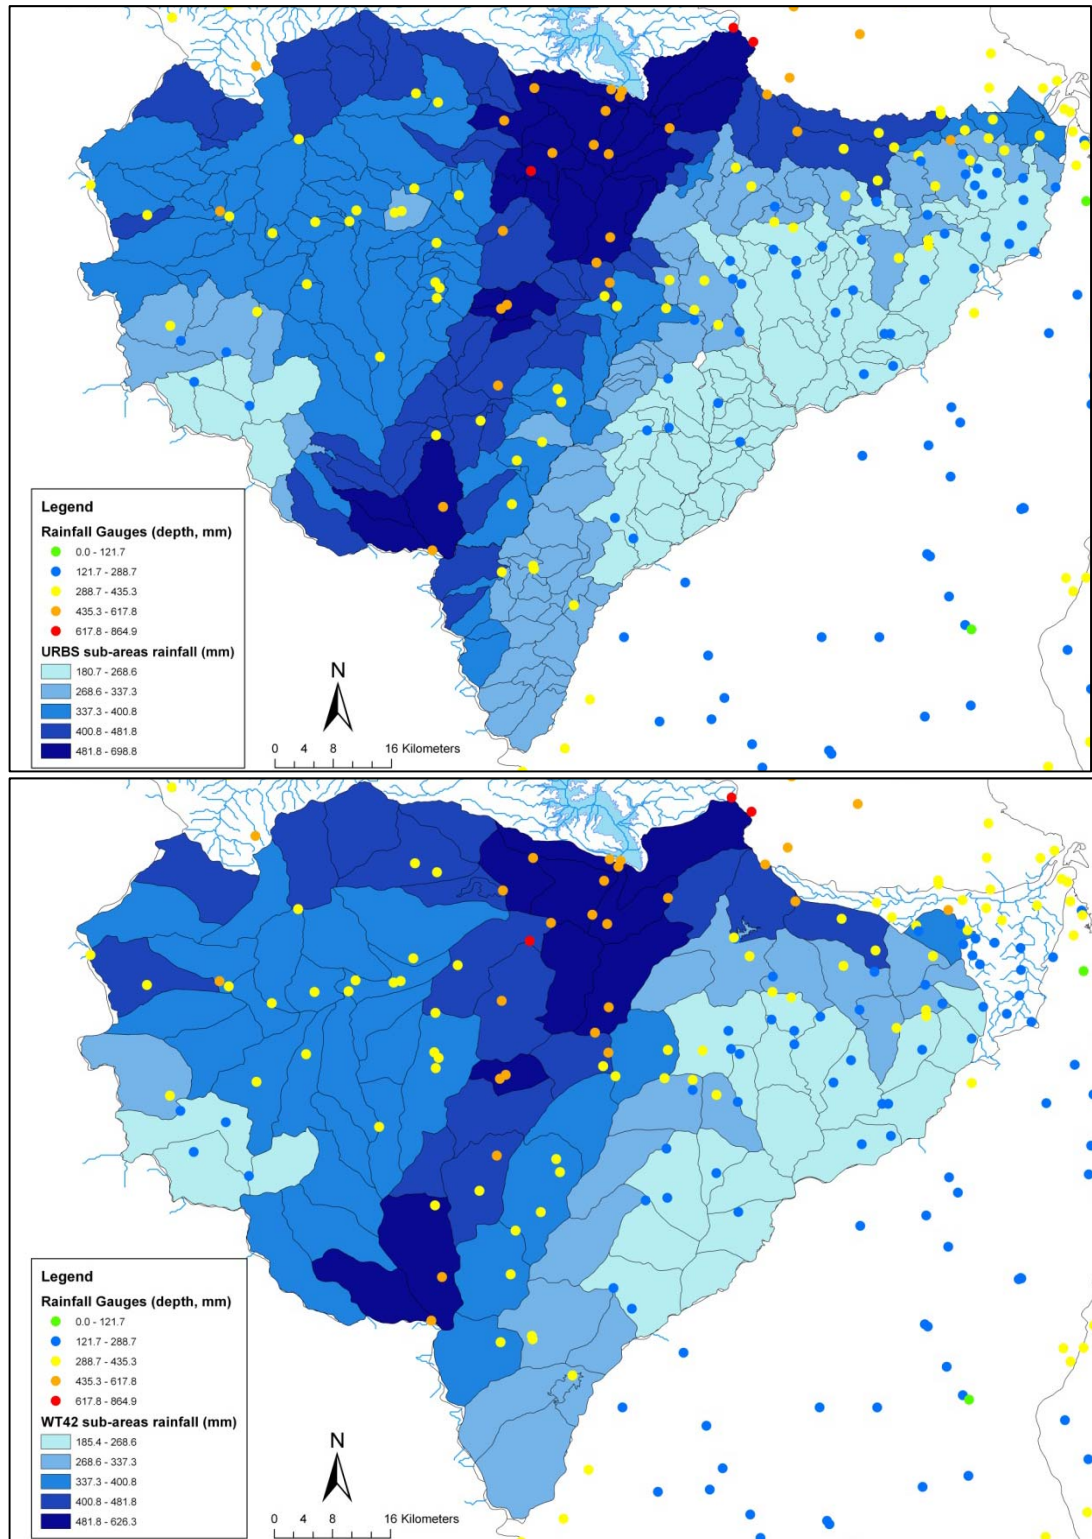 Legend
Rainfall Gauges (depth, mm)
0.0 - 121.7
121.7 - 288.7
288.7 - 435.3
435.3 - 617.8
617.8 - 864.9
URBS sub-areas rainfall (mm)
180.7 - 268.6
268.6 - 337.3
337.3 - 400.8
400.8 - 481.8
481.8 - 698.8
N
0 4 8 16 Kilometers
Legend
Rainfall Gauges (depth, mm)
0.0 - 121.7
121.7 - 288.7
288.7 - 435.3
435.3 - 617.8
617.8 - 864.9
WT42 sub-areas rainfall (mm)
185.4 - 268.6
268.6 - 337.3
337.3 - 400.8
400.8 - 481.8
481.8 - 626.3
N
0 4 8 16 Kilometers